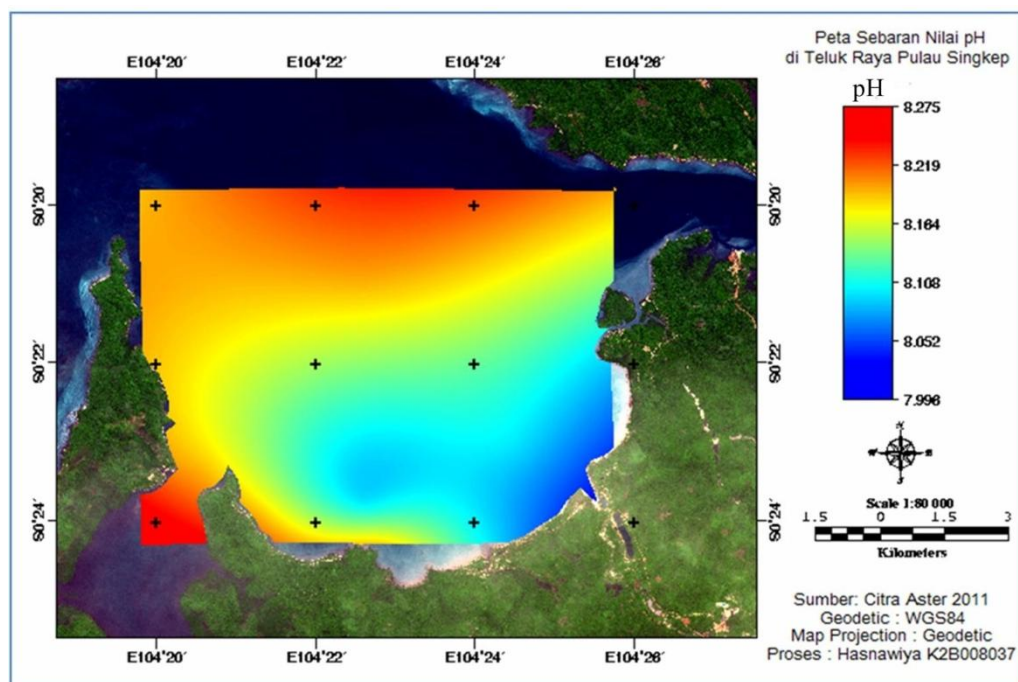 Peta Sebaran Nilai pH
di Teluk Raya Pulau Singkep
E104°20' E104°22' E104°24' E104°26'
pH
8.275
8.219
8.164
8.108
8.052
7.996
S0°20' S0°20'
S0°22' S0°22'
S0°24' S0°24'
N
W E
S
Scale 1:80 000
1.5 0 1.5 3
Kilometers
E104°20' E104°22' E104°24' E104°26'
Sumber: Citra Aster 2011
Geodetic : WGS84
Map Projection : Geodetic
Proses : Hasnawiya K2B008037